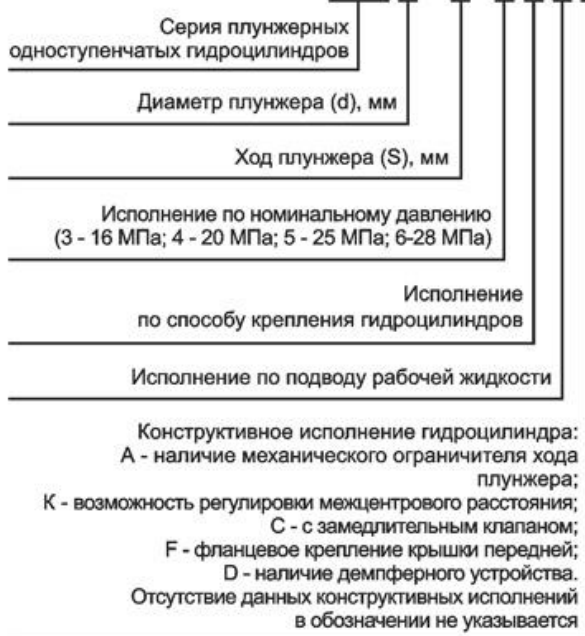 Серия плунжерных
одноступенчатых гидроцилиндров
Диаметр плунжера (d), мм
Ход плунжера (S), мм
Исполнение по номинальному давлению
(3 - 16 МПа; 4 - 20 МПа; 5 - 25 МПа; 6-28 МПа)
Исполнение
по способу крепления гидроцилиндров
Исполнение по подводу рабочей жидкости
Конструктивное исполнение гидроцилиндра:
А - наличие механического ограничителя хода
плунжера;
К - возможность регулировки межцентрового расстояния;
С - с замедлительным клапаном;
F - фланцевое крепление крышки передней;
D - наличие демпферного устройства.
Отсутствие данных конструктивных исполнений
в обозначении не указывается